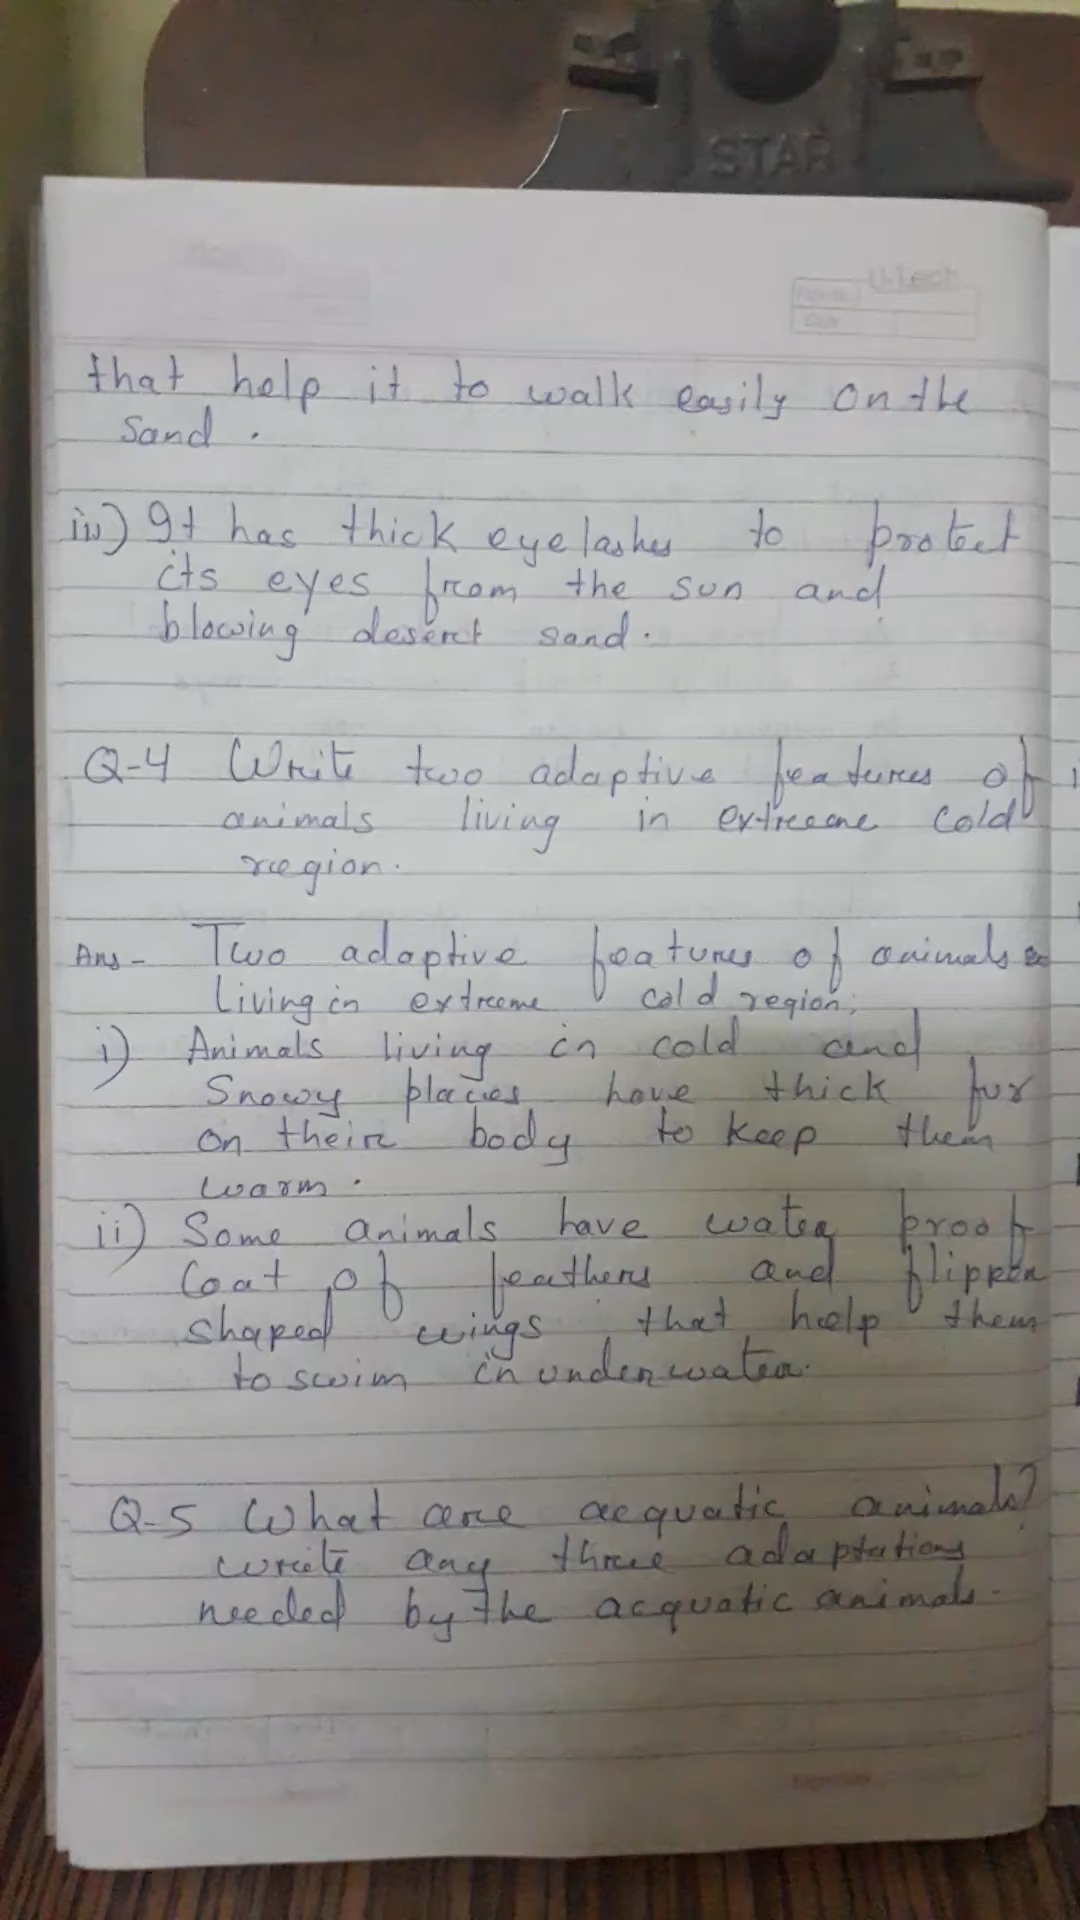 STAR
U-Tech
that help it to walk easily on the
sand.
iv) It has thick eyelashes to protect
its eyes from the sun and
blowing desert sand.
Q-4 Write two adaptive features of
animals living in extreme cold
region.
Ans- Two adaptive features of animals
living in extreme cold region;
i) Animals living in cold and
Snowy places have thick fur
on their body to keep them
warm.
ii) Some animals have water proof
Coat of feathers and flipper
shaped wings that help them
to swim in underwater.
Q-5 What are acquatic animals?
write any three adaptations
needed by the acquatic animals.